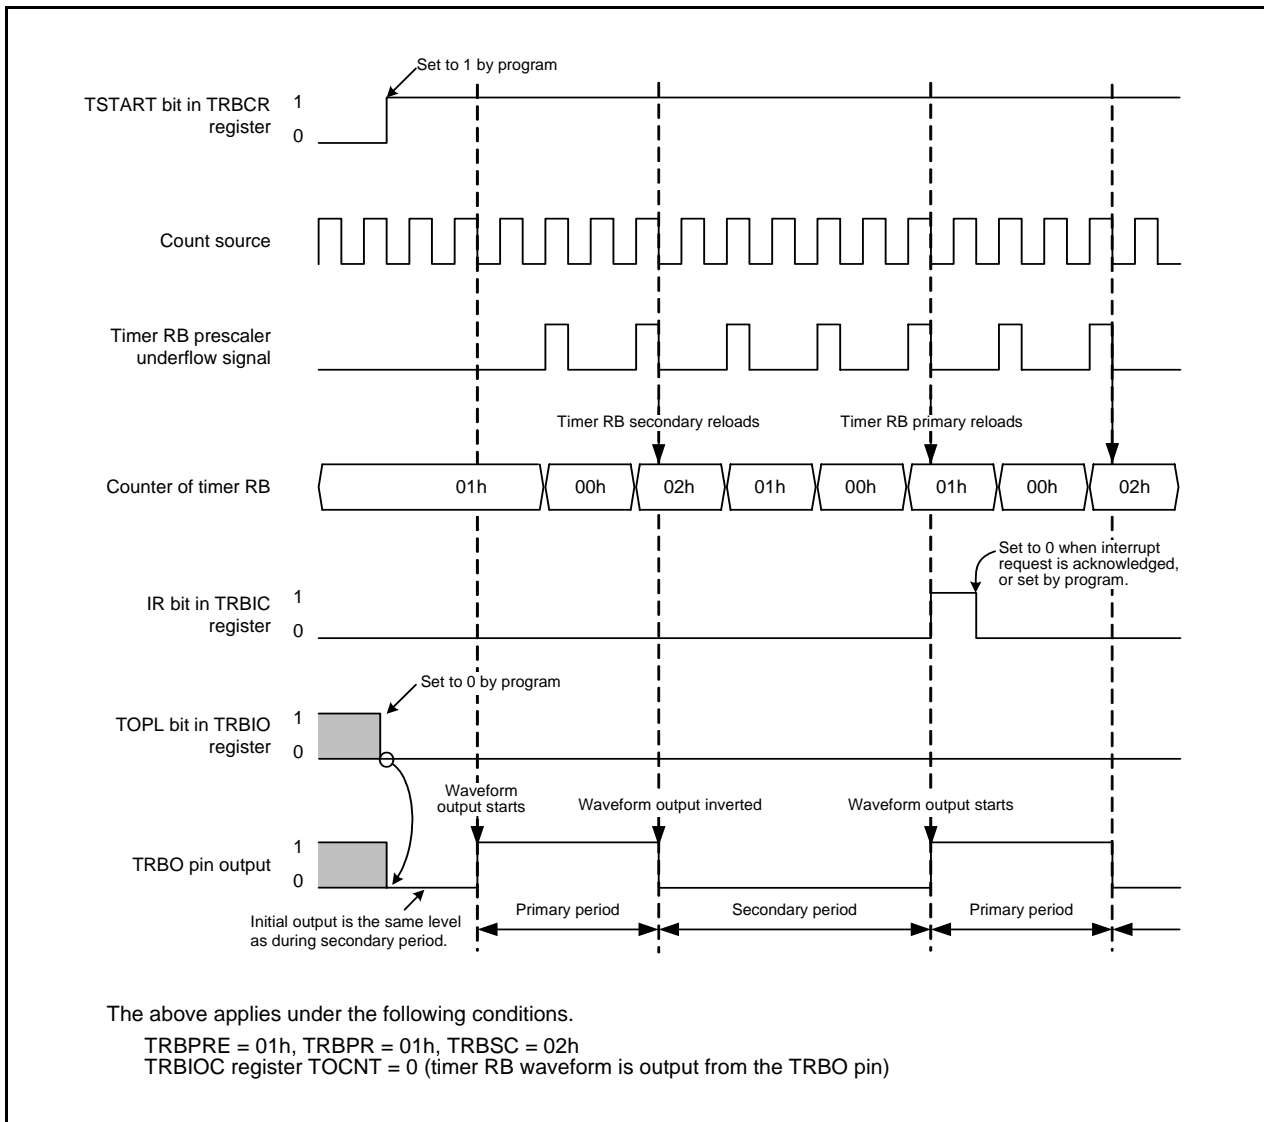 Set to 1 by program
TSTART bit in TRBCR
register
1
0
Count source
Timer RB prescaler
underflow signal
Timer RB secondary reloads
Timer RB primary reloads
Counter of timer RB
01h
00h
02h
01h
00h
01h
00h
02h
Set to 0 when interrupt
request is acknowledged,
or set by program.
IR bit in TRBIC
register
1
0
Set to 0 by program
TOPL bit in TRBIO
register
1
0
Waveform
output starts
Waveform output inverted
Waveform output starts
TRBO pin output
1
0
Initial output is the same level
as during secondary period.
Primary period
Secondary period
Primary period
The above applies under the following conditions.
TRBPRE = 01h, TRBPR = 01h, TRBSC = 02h
TRBIOC register TOCNT = 0 (timer RB waveform is output from the TRBO pin)